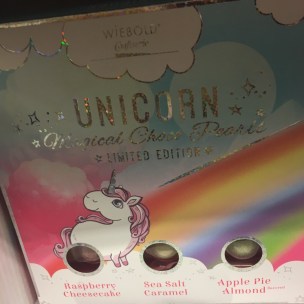 WIEBOLD
UNICORN
"Magical Choco Pearls"
LIMITED EDITION
Raspberry
Cheesecake
Sea Salt
Caramel
Apple Pie
Almond